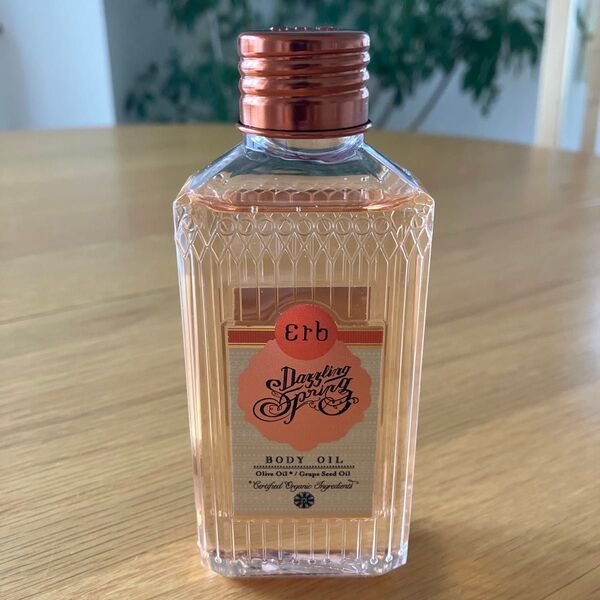 Erb
Dazzling
Spring
BODY OIL
Olive Oil* / Grape Seed Oil
*Certified Organic Ingredients